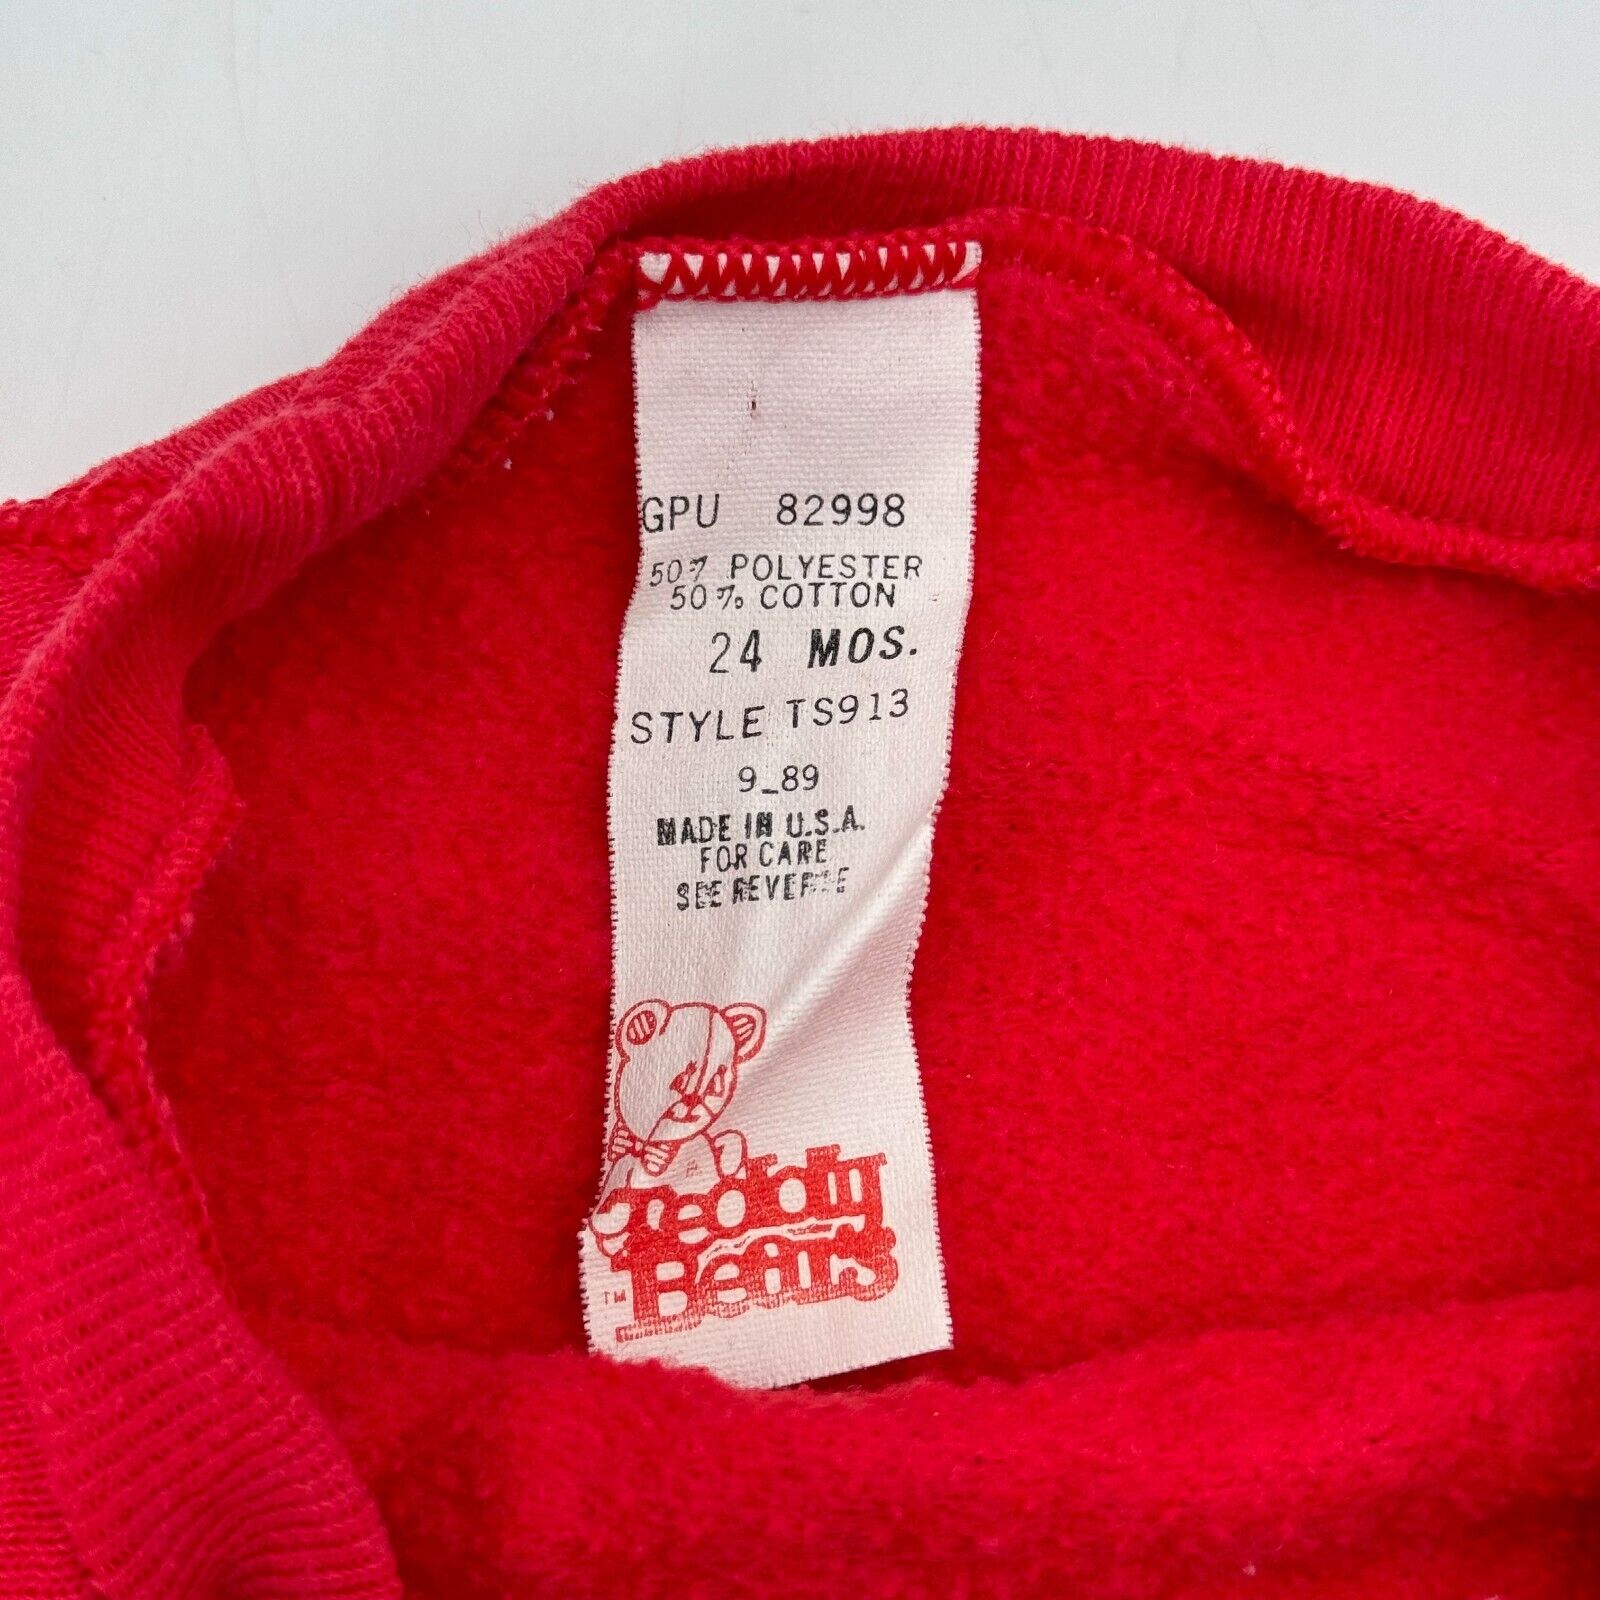 GPU 82998
50% POLYESTER
50% COTTON
24 MOS.
STYLE TS913
9_89
MADE IN U.S.A.
FOR CARE
SEE REVERSE
Teddy
Bears
TM